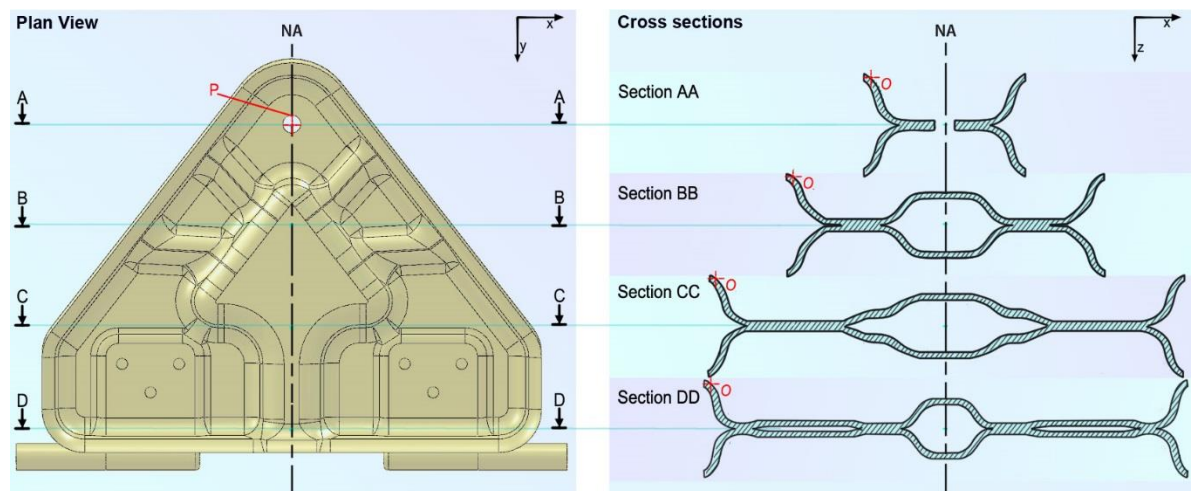 Plan View
x
y
NA
P
A
A
B
B
C
C
D
D
Cross sections
x
z
NA
Section AA
O
Section BB
O
Section CC
O
Section DD
O